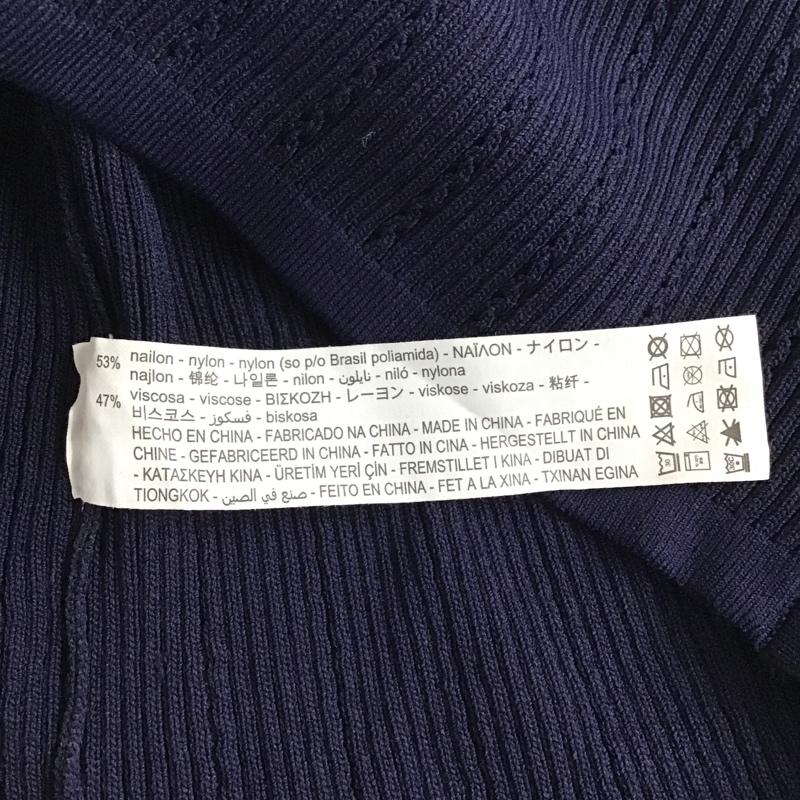 53% nailon - nylon - nylon (so p/o Brasil poliamida) - ΝΑΪΛΟΝ - ナイロン -
najlon - 锦纶 - 나일론 - nilon - نايلون - niló - nylona
47% viscosa - viscose - ΒΙΣΚΟΖΗ - レーヨン - viskose - viskoza - 粘纤 -
비스코스 - فسكوز - biskosa
HECHO EN CHINA - FABRICADO NA CHINA - MADE IN CHINA - FABRIQUÉ EN
CHINE - GEFABRICEERD IN CHINA - FATTO IN CINA - HERGESTELLT IN CHINA
- ΚΑΤΑΣΚΕΥΗ ΚΙΝΑ - ÜRETİM YERİ ÇİN - FREMSTILLET I KINA - DIBUAT DI
TIONGKOK - صنع في الصين - FEITO EN CHINA - FET A LA XINA - TXINAN EGINA